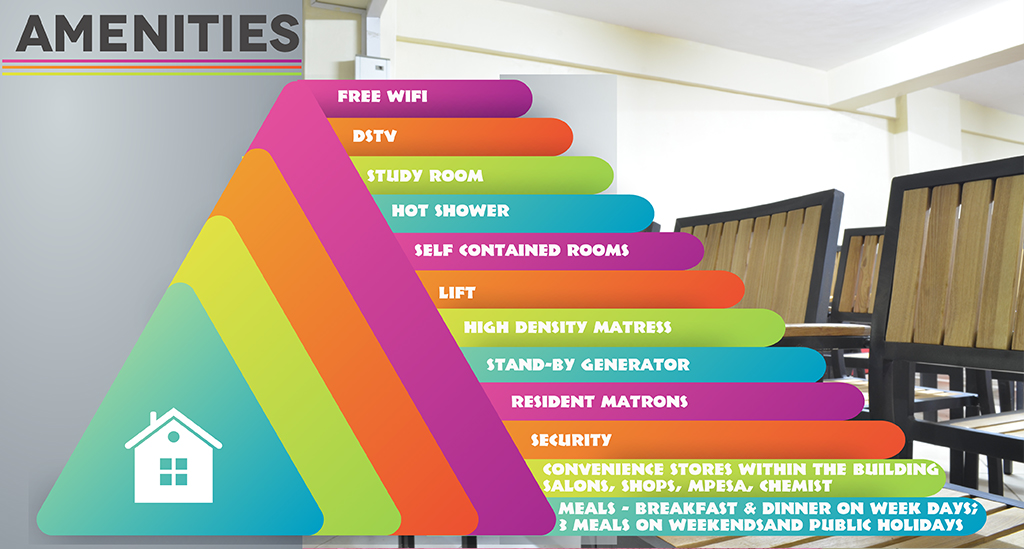 AMENITIES
FREE WIFI
DSTV
STUDY ROOM
HOT SHOWER
SELF CONTAINED ROOMS
LIFT
HIGH DENSITY MATRESS
STAND-BY GENERATOR
RESIDENT MATRONS
SECURITY
CONVENIENCE STORES WITHIN THE BUILDING
SALONS, SHOPS, MPESA, CHEMIST
MEALS - BREAKFAST & DINNER ON WEEK DAYS;
3 MEALS ON WEEKENDSAND PUBLIC HOLIDAYS